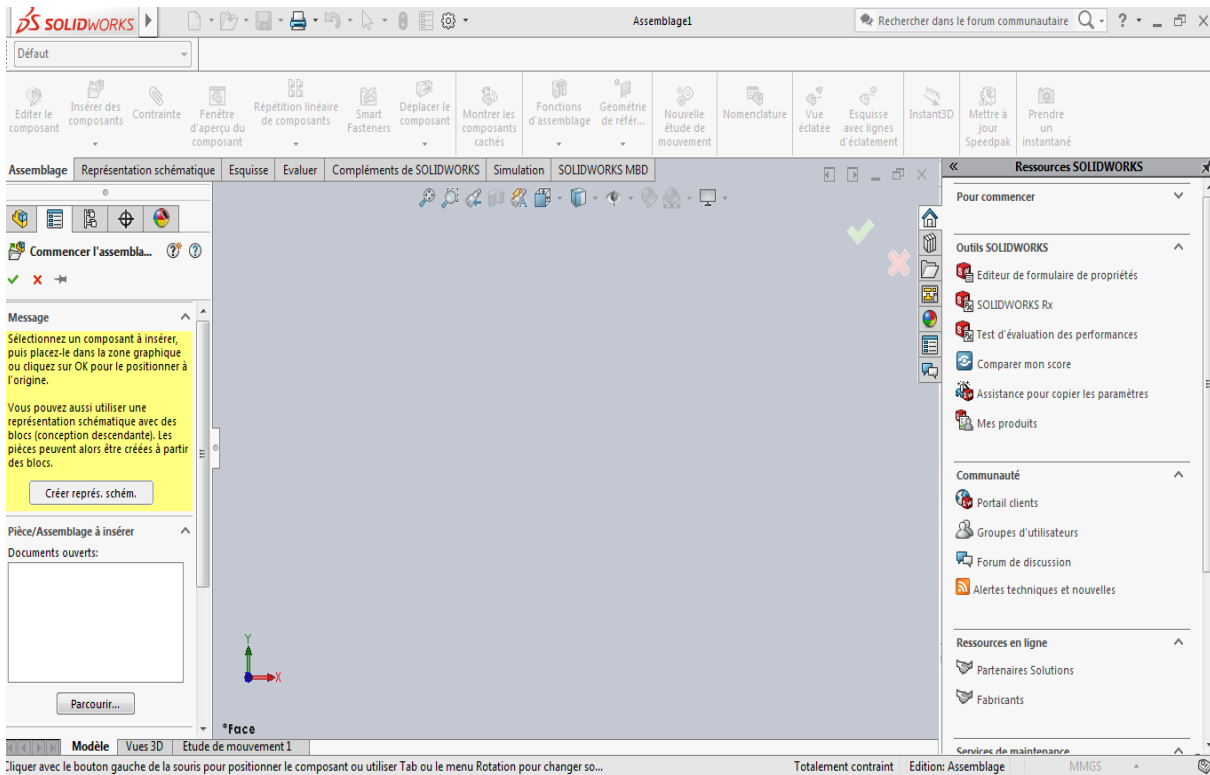 SOLIDWORKS
Assemblage1
Rechercher dans le forum communautaire
?
Défaut
Editer le composant
Insérer des composants
Contrainte
Fenêtre d'aperçu du composant
Répétition linéaire de composants
Smart Fasteners
Déplacer le composant
Montrer les composants cachés
Fonctions d'assemblage
Géométrie de référ...
Nouvelle étude de mouvement
Nomenclature
Vue éclatée
Esquisse avec lignes d'éclatement
Instant3D
Mettre à jour Speedpak
Prendre un instantané
Assemblage
Représentation schématique
Esquisse
Evaluer
Compléments de SOLIDWORKS
Simulation
SOLIDWORKS MBD
Commencer l'assembla...
Message
Sélectionnez un composant à insérer,
puis placez-le dans la zone graphique
ou cliquez sur OK pour le positionner à
l'origine.
Vous pouvez aussi utiliser une
représentation schématique avec des
blocs (conception descendante). Les
pièces peuvent alors être créées à partir
des blocs.
Créer représ. schém.
Pièce/Assemblage à insérer
Documents ouverts:
Parcourir...
Y
X
*Face
Ressources SOLIDWORKS
Pour commencer
Outils SOLIDWORKS
Editeur de formulaire de propriétés
SOLIDWORKS Rx
Test d'évaluation des performances
Comparer mon score
Assistance pour copier les paramètres
Mes produits
Communauté
Portail clients
Groupes d'utilisateurs
Forum de discussion
Alertes techniques et nouvelles
Ressources en ligne
Partenaires Solutions
Fabricants
Services de maintenance
Modèle
Vues 3D
Etude de mouvement 1
Cliquer avec le bouton gauche de la souris pour positionner le composant ou utiliser Tab ou le menu Rotation pour changer so...
Totalement contraint
Edition: Assemblage
MMGS